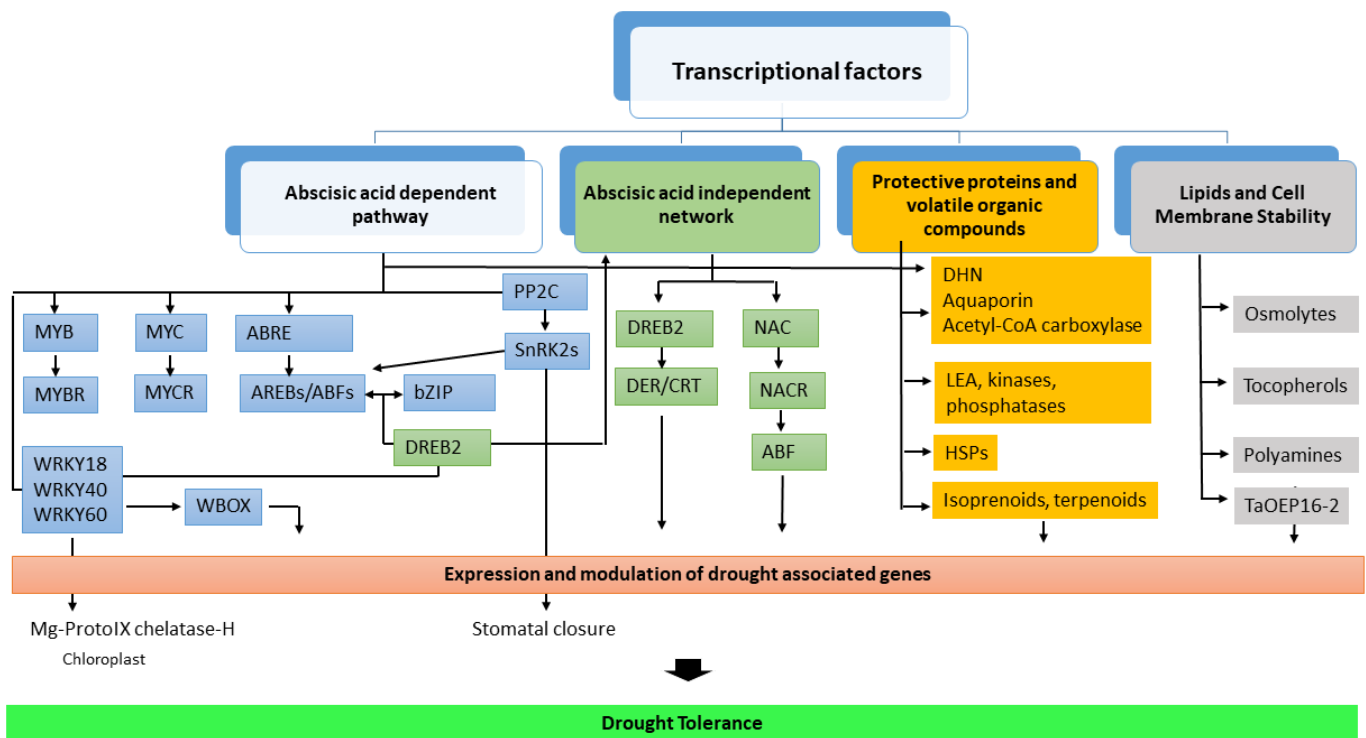 Transcriptional factors
Abscisic acid dependent
pathway
Abscisic acid independent
network
Protective proteins and
volatile organic
compounds
Lipids and Cell
Membrane Stability
PP2C
MYB
MYC
ABRE
SnRK2s
MYBR
MYCR
AREBs/ABFs
bZIP
DREB2
WRKY18
WRKY40
WRKY60
WBOX
DREB2
NAC
DER/CRT
NACR
ABF
DHN
Aquaporin
Acetyl-CoA carboxylase
LEA, kinases,
phosphatases
HSPs
Isoprenoids, terpenoids
Osmolytes
Tocopherols
Polyamines
TaOEP16-2
Expression and modulation of drought associated genes
Mg-ProtoIX chelatase-H
Chloroplast
Stomatal closure
Drought Tolerance